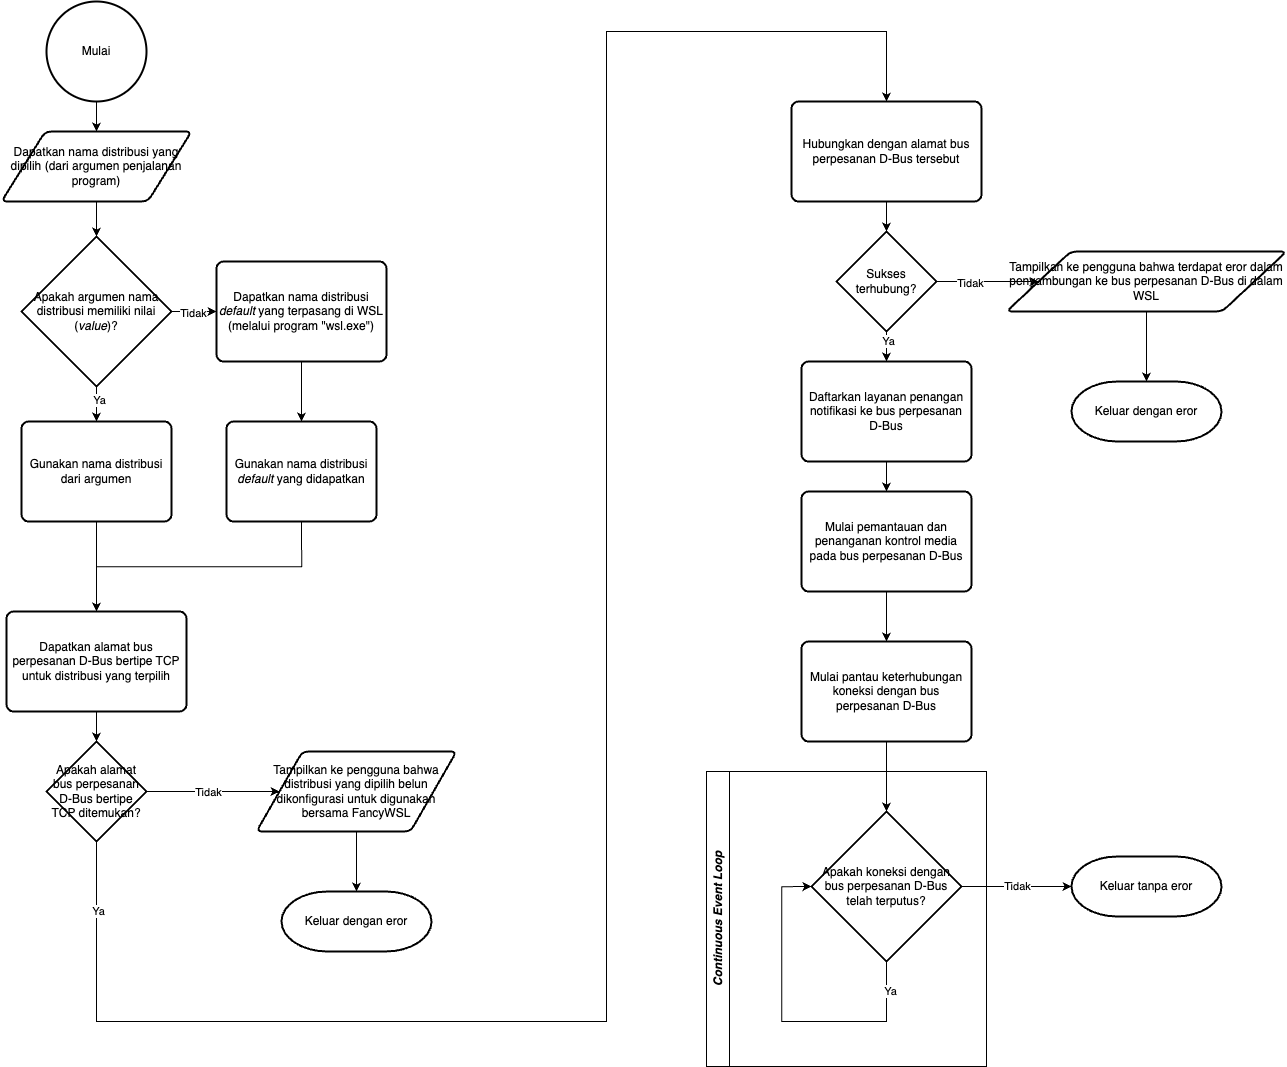 Mulai
Dapatkan nama distribusi yang
dipilih (dari argumen penjalanan
program)
Apakah argumen nama
distribusi memiliki nilai
(value)?
Tidak
Dapatkan nama distribusi
default yang terpasang di WSL
(melalui program "wsl.exe")
Ya
Gunakan nama distribusi
dari argumen
Gunakan nama distribusi
default yang didapatkan
Dapatkan alamat bus
perpesanan D-Bus bertipe TCP
untuk distribusi yang terpilih
Apakah alamat
bus perpesanan
D-Bus bertipe
TCP ditemukan?
Tidak
Tampilkan ke pengguna bahwa
distribusi yang dipilih belun
dikonfigurasi untuk digunakan
bersama FancyWSL
Keluar dengan eror
Ya
Hubungkan dengan alamat bus
perpesanan D-Bus tersebut
Sukses
terhubung?
Tidak
Tampilkan ke pengguna bahwa terdapat eror dalam
penyambungan ke bus perpesanan D-Bus di dalam
WSL
Keluar dengan eror
Ya
Daftarkan layanan penangan
notifikasi ke bus perpesanan
D-Bus
Mulai pemantauan dan
penanganan kontrol media
pada bus perpesanan D-Bus
Mulai pantau keterhubungan
koneksi dengan bus
perpesanan D-Bus
Continuous Event Loop
Apakah koneksi dengan
bus perpesanan D-Bus
telah terputus?
Tidak
Keluar tanpa eror
Ya